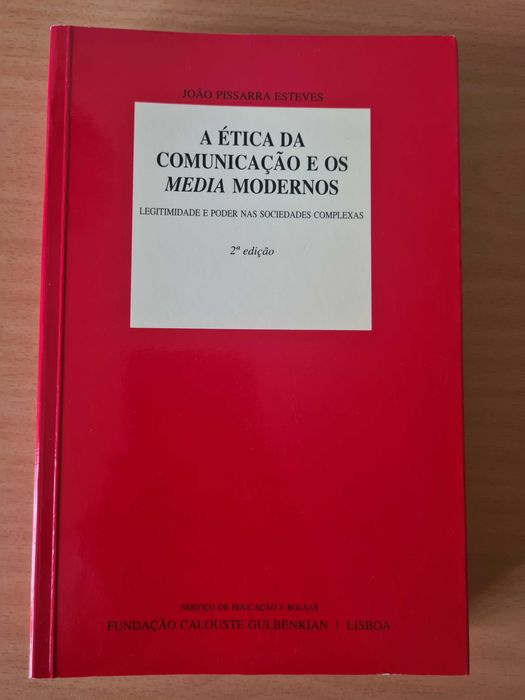 JOÃO PISSARRA ESTEVES
A ÉTICA DA
COMUNICAÇÃO E OS
MEDIA MODERNOS
LEGITIMIDADE E PODER NAS SOCIEDADES COMPLEXAS
2ª edição
SERVIÇO DE EDUCAÇÃO E BOLSAS
FUNDAÇÃO CALOUSTE GULBENKIAN | LISBOA